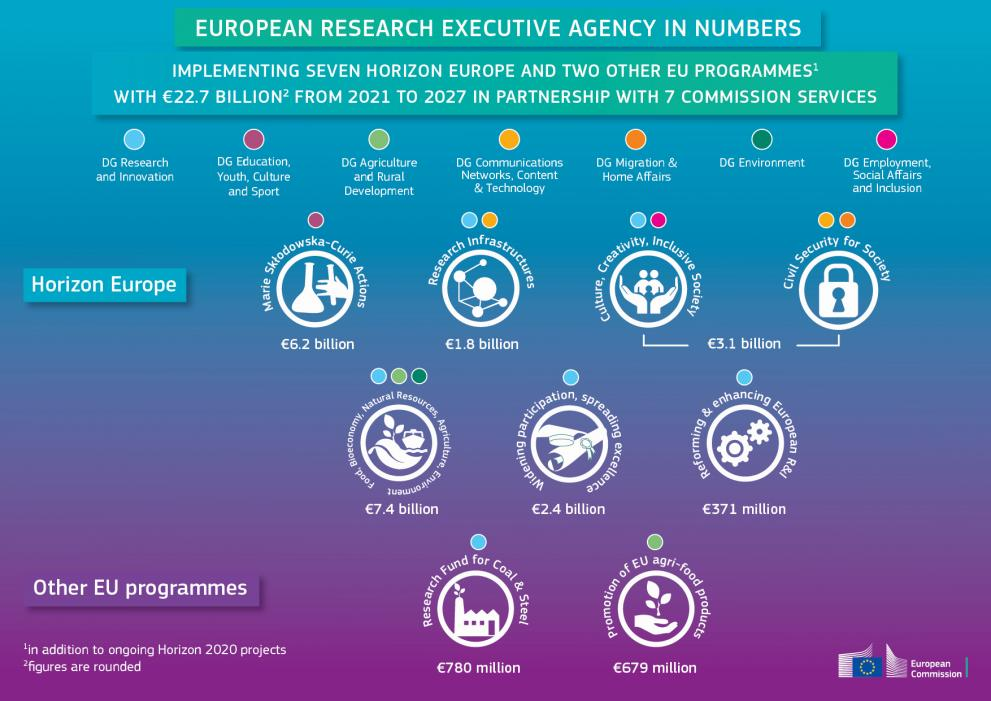 EUROPEAN RESEARCH EXECUTIVE AGENCY IN NUMBERS
IMPLEMENTING SEVEN HORIZON EUROPE AND TWO OTHER EU PROGRAMMES¹
WITH €22.7 BILLION² FROM 2021 TO 2027 IN PARTNERSHIP WITH 7 COMMISSION SERVICES
DG Research
and Innovation
DG Education,
Youth, Culture
and Sport
DG Agriculture
and Rural
Development
DG Communications
Networks, Content
& Technology
DG Migration &
Home Affairs
DG Environment
DG Employment,
Social Affairs
and Inclusion
Horizon Europe
Marie Skłodowska-Curie Actions
€6.2 billion
Research Infrastructures
€1.8 billion
Culture, Creativity, Inclusive Society
Civil Security for Society
€3.1 billion
Food, Bioeconomy, Natural Resources, Agriculture, Environment
€7.4 billion
Widening participation, spreading excellence
€2.4 billion
Reforming & enhancing European R&I
€371 million
Other EU programmes
Research Fund for Coal & Steel
€780 million
Promotion of EU agri-food products
€679 million
¹in addition to ongoing Horizon 2020 projects
²figures are rounded
European
Commission